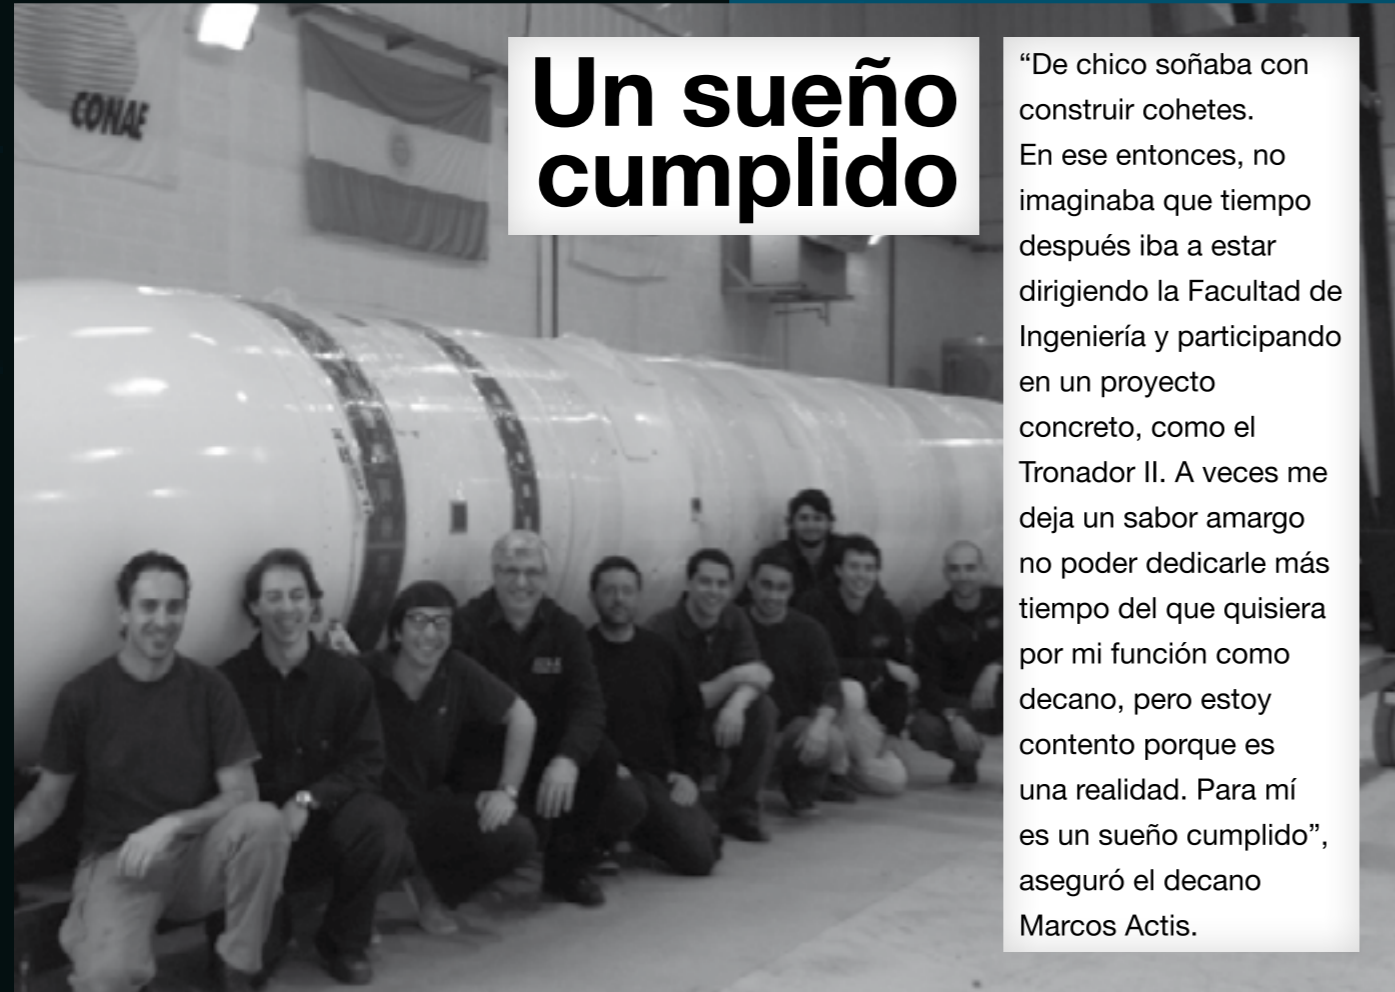 CONAE
Un sueño
cumplido
“De chico soñaba con
construir cohetes.
En ese entonces, no
imaginaba que tiempo
después iba a estar
dirigiendo la Facultad de
Ingeniería y participando
en un proyecto
concreto, como el
Tronador II. A veces me
deja un sabor amargo
no poder dedicarle más
tiempo del que quisiera
por mi función como
decano, pero estoy
contento porque es
una realidad. Para mí
es un sueño cumplido”,
aseguró el decano
Marcos Actis.